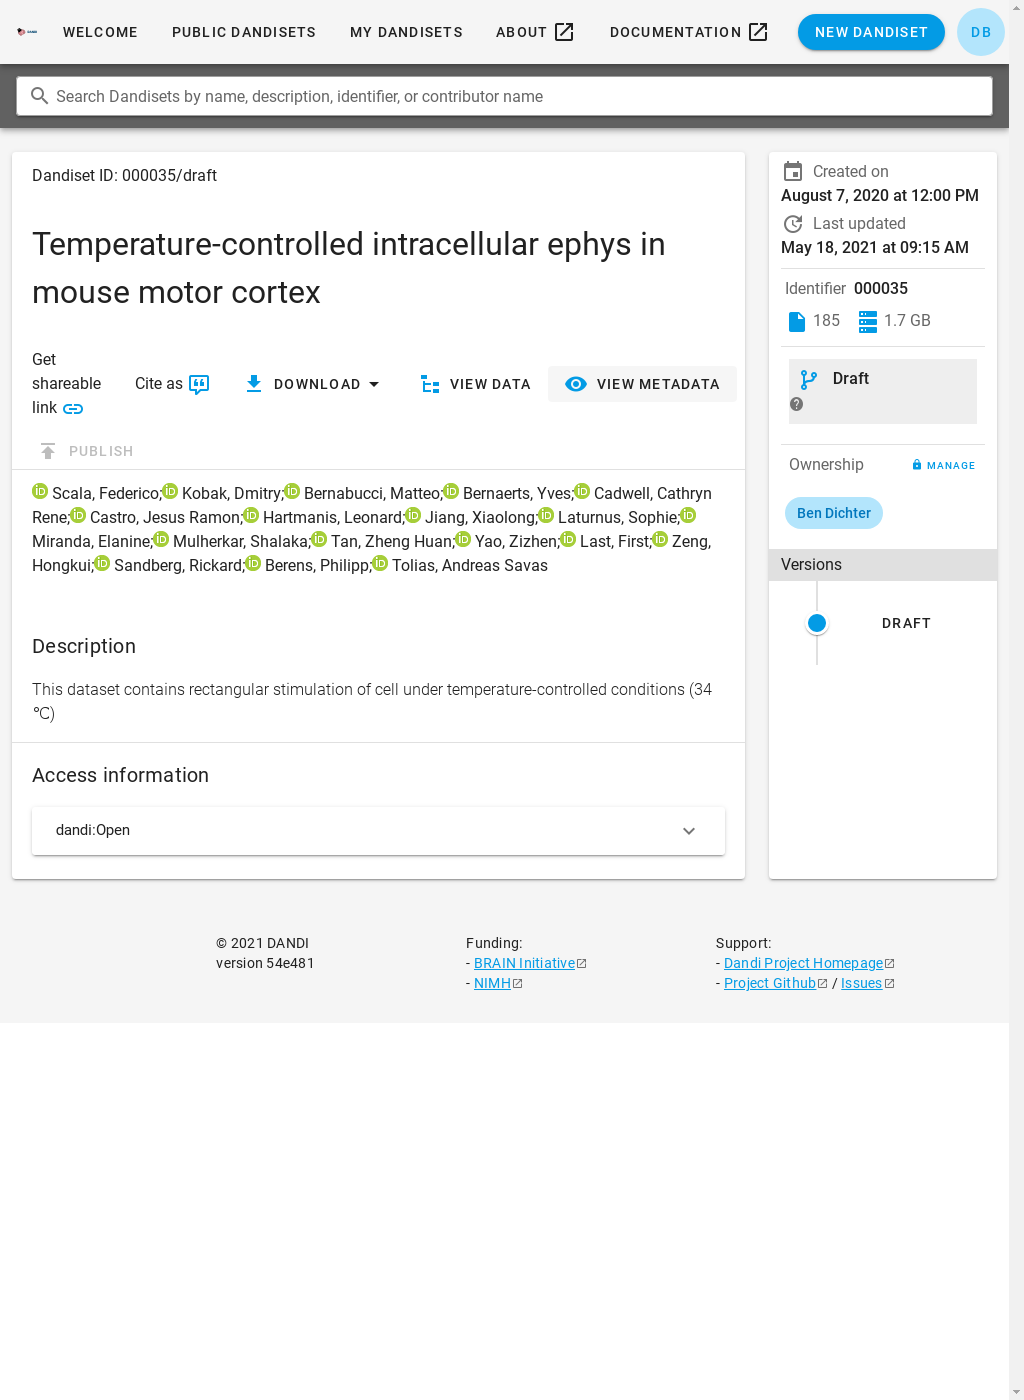 WELCOME PUBLIC DANDISETS MY DANDISETS ABOUT DOCUMENTATION NEW DANDISET DB
Search Dandisets by name, description, identifier, or contributor name
Dandiset ID: 000035/draft
Temperature-controlled intracellular ephys in
mouse motor cortex
Get
shareable
link
Cite as
DOWNLOAD
VIEW DATA
VIEW METADATA
PUBLISH
Scala, Federico; Kobak, Dmitry; Bernabucci, Matteo; Bernaerts, Yves; Cadwell, Cathryn
Rene; Castro, Jesus Ramon; Hartmanis, Leonard; Jiang, Xiaolong; Laturnus, Sophie;
Miranda, Elanine; Mulherkar, Shalaka; Tan, Zheng Huan; Yao, Zizhen; Last, First; Zeng,
Hongkui; Sandberg, Rickard; Berens, Philipp; Tolias, Andreas Savas
Description
This dataset contains rectangular stimulation of cell under temperature-controlled conditions (34
℃)
Access information
dandi:Open
Created on
August 7, 2020 at 12:00 PM
Last updated
May 18, 2021 at 09:15 AM
Identifier 000035
185 1.7 GB
Draft
Ownership MANAGE
Ben Dichter
Versions
DRAFT
© 2021 DANDI
version 54e481
Funding:
- BRAIN Initiative
- NIMH
Support:
- Dandi Project Homepage
- Project Github / Issues